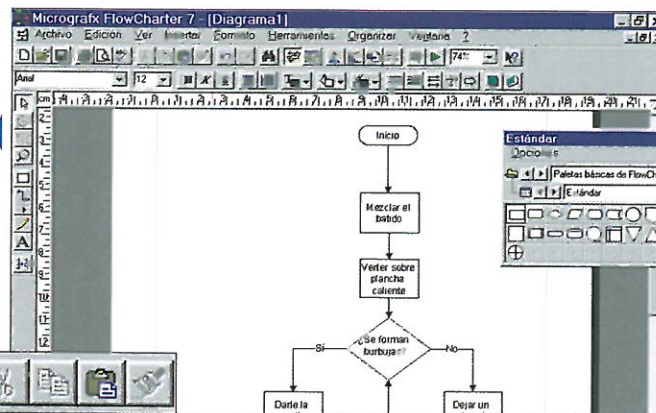 Micrografx FlowCharter 7 - [Diagrama1]
Archivo Edición Ver Insertar Formato Herramientas Organizar Ventana ?
74%
Arial 12
cm
Inicio
Estándar
Opciones
Paletas básicas de FlowCh
Estándar
Mezclar el
batido
Verter sobre
plancha
caliente
¿Se forman
burbujas?
Sí No
Darle la
Dejar un